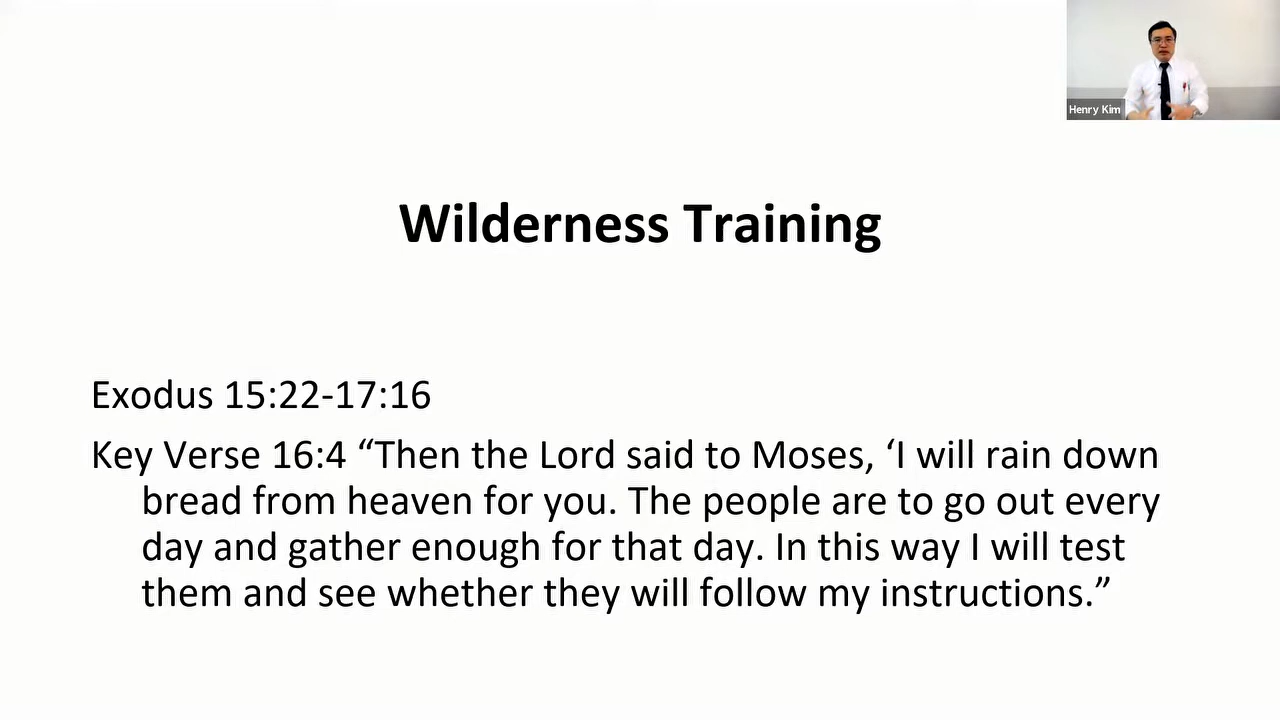 Henry Kim
Wilderness Training
Exodus 15:22-17:16
Key Verse 16:4 “Then the Lord said to Moses, ‘I will rain down
bread from heaven for you. The people are to go out every
day and gather enough for that day. In this way I will test
them and see whether they will follow my instructions.”